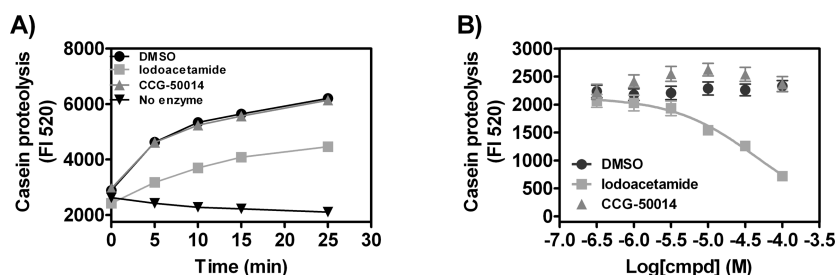 A)
Casein proteolysis
(FI 520)
8000
6000
4000
2000
DMSO
Iodoacetamide
CCG-50014
No enzyme
0 5 10 15 20 25 30
Time (min)
B)
Casein proteolysis
(FI 520)
3000
2500
2000
1500
1000
500
0
DMSO
Iodoacetamide
CCG-50014
-7.0 -6.5 -6.0 -5.5 -5.0 -4.5 -4.0 -3.5
Log[cmpd] (M)